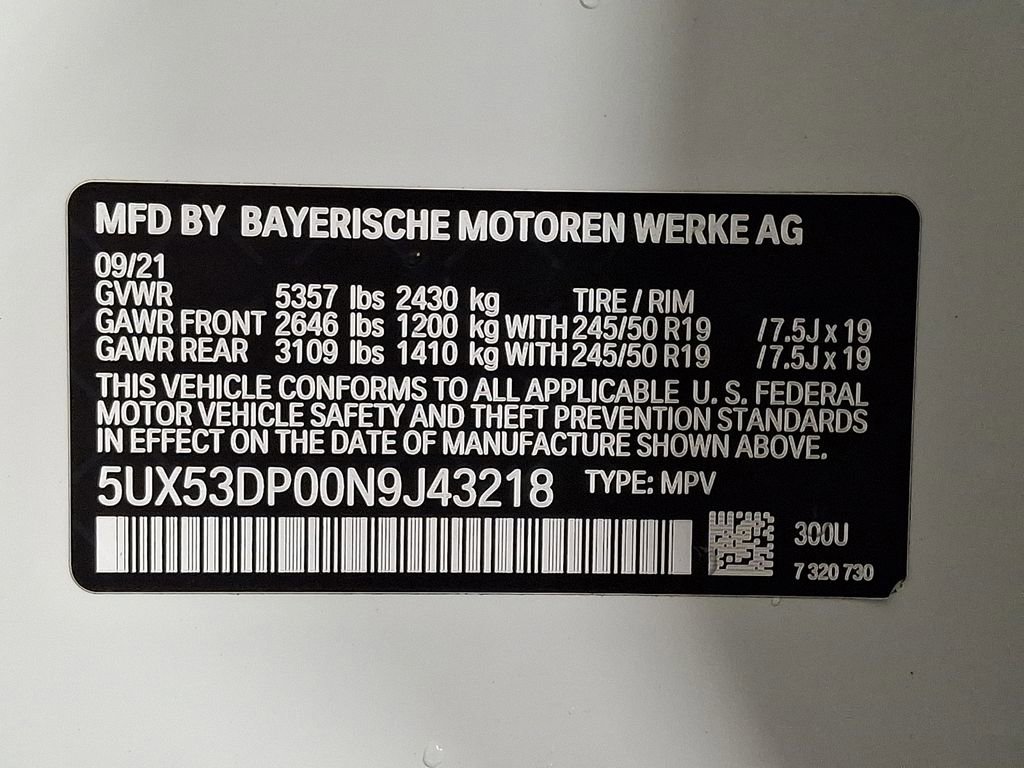 MFD BY BAYERISCHE MOTOREN WERKE AG
09/21
GVWR 5357 lbs 2430 kg TIRE / RIM
GAWR FRONT 2646 lbs 1200 kg WITH 245/50 R19 /7.5J x 19
GAWR REAR 3109 lbs 1410 kg WITH 245/50 R19 /7.5J x 19
THIS VEHICLE CONFORMS TO ALL APPLICABLE U. S. FEDERAL
MOTOR VEHICLE SAFETY AND THEFT PREVENTION STANDARDS
IN EFFECT ON THE DATE OF MANUFACTURE SHOWN ABOVE.
5UX53DP00N9J43218 TYPE: MPV
300U
7 320 730